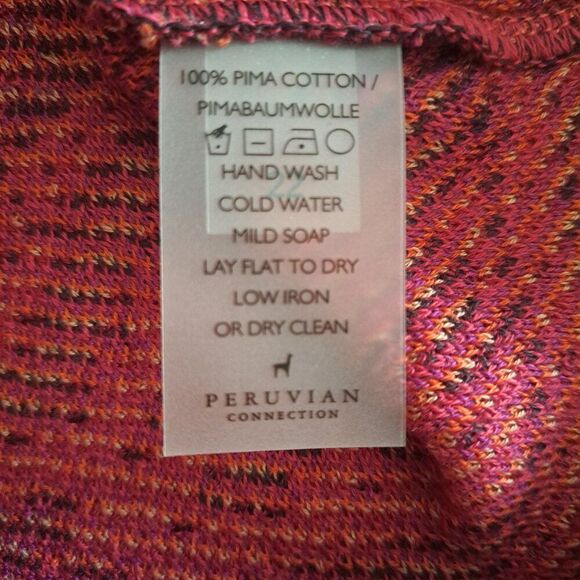 100% PIMA COTTON /
PIMABAUMWOLLE
HAND WASH
COLD WATER
MILD SOAP
LAY FLAT TO DRY
LOW IRON
OR DRY CLEAN
PERUVIAN
CONNECTION